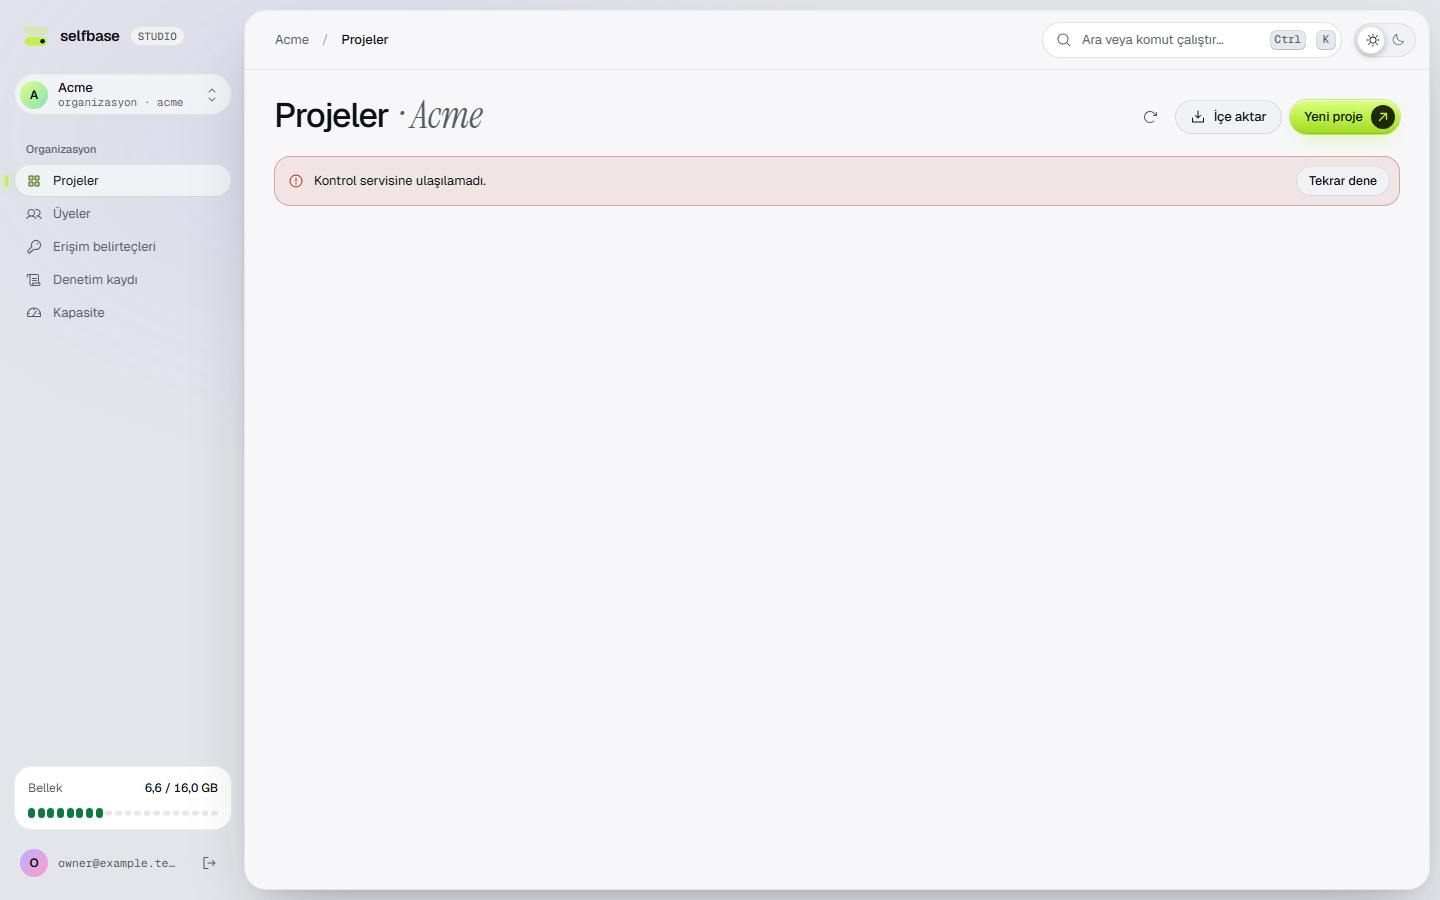 selfbase STUDIO
Acme / Projeler
Ara veya komut çalıştır... Ctrl K
A Acme
organizasyon · acme
Projeler · Acme
İçe aktar
Yeni proje
Organizasyon
Projeler
Üyeler
Erişim belirteçleri
Denetim kaydı
Kapasite
Kontrol servisine ulaşılamadı.
Tekrar dene
Bellek 6,6 / 16,0 GB
O owner@example.te…